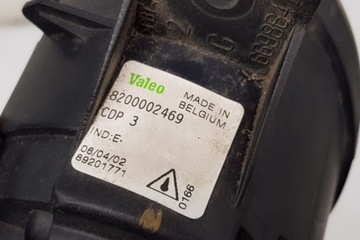 Valeo
MADE IN
BELGIUM
8200002469
CDP 3
IND:E-
06/04/02
89201771
0166